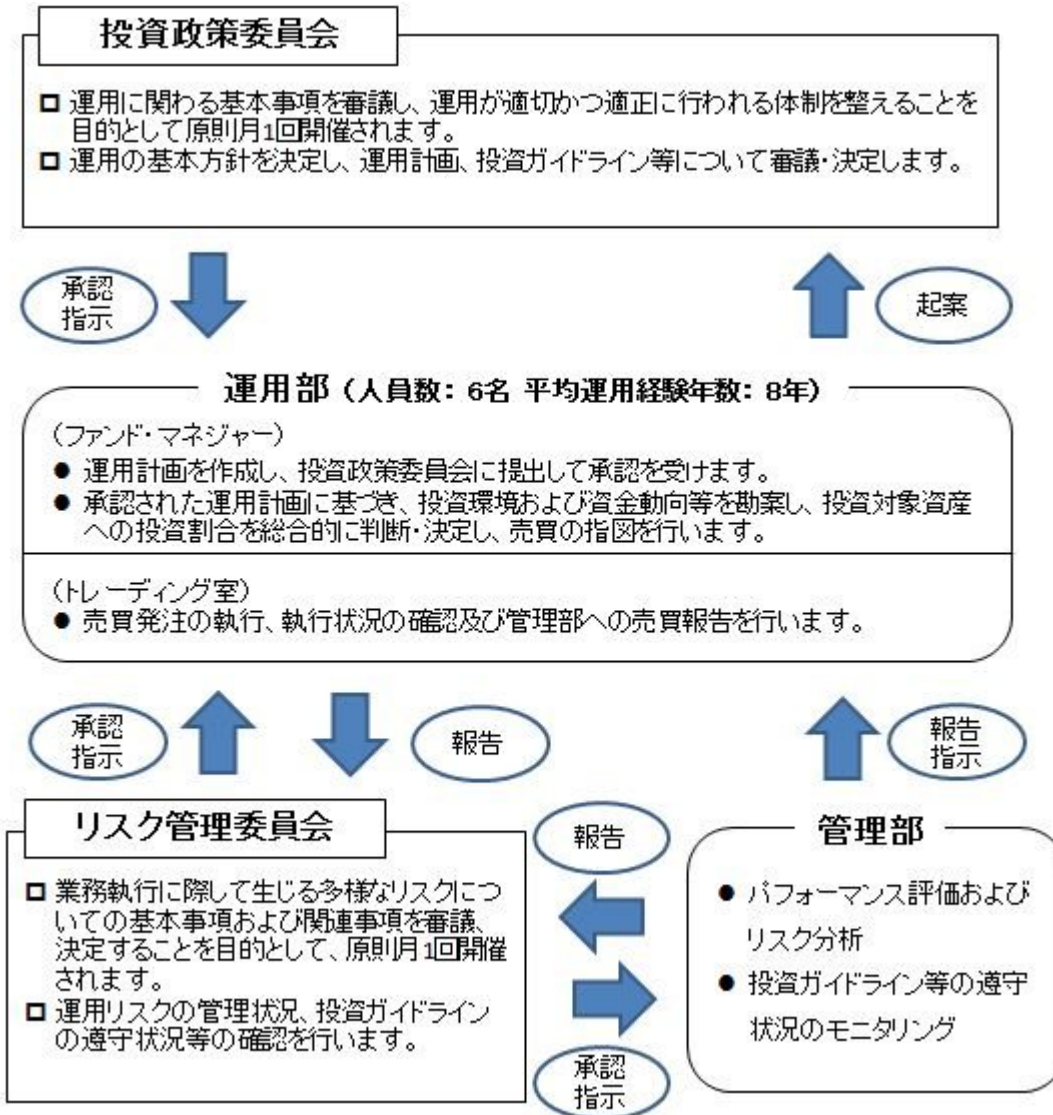 投資政策委員会
運用に関わる基本事項を審議し、運用が適切かつ適正に行われる体制を整えることを
目的として原則月1回開催されます。
運用の基本方針を決定し、運用計画、投資ガイドライン等について審議・決定します。
承認
指示
起案
運用部 (人員数: 6名 平均運用経験年数: 8年)
(ファンド・マネジャー)
● 運用計画を作成し、投資政策委員会に提出して承認を受けます。
● 承認された運用計画に基づき、投資環境および資金動向等を勘案し、投資対象資産
への投資割合を総合的に判断・決定し、売買の指図を行います。
(トレーディング室)
● 売買発注の執行、執行状況の確認及び管理部への売買報告を行います。
承認
指示
報告
報告
指示
リスク管理委員会
業務執行に際して生じる多様なリスクにつ
いての基本事項および関連事項を審議、
決定することを目的として、原則月1回開催
されます。
運用リスクの管理状況、投資ガイドライン
の遵守状況等の確認を行います。
報告
承認
指示
管理部
● パフォーマンス評価および
リスク分析
● 投資ガイドライン等の遵守
状況のモニタリング